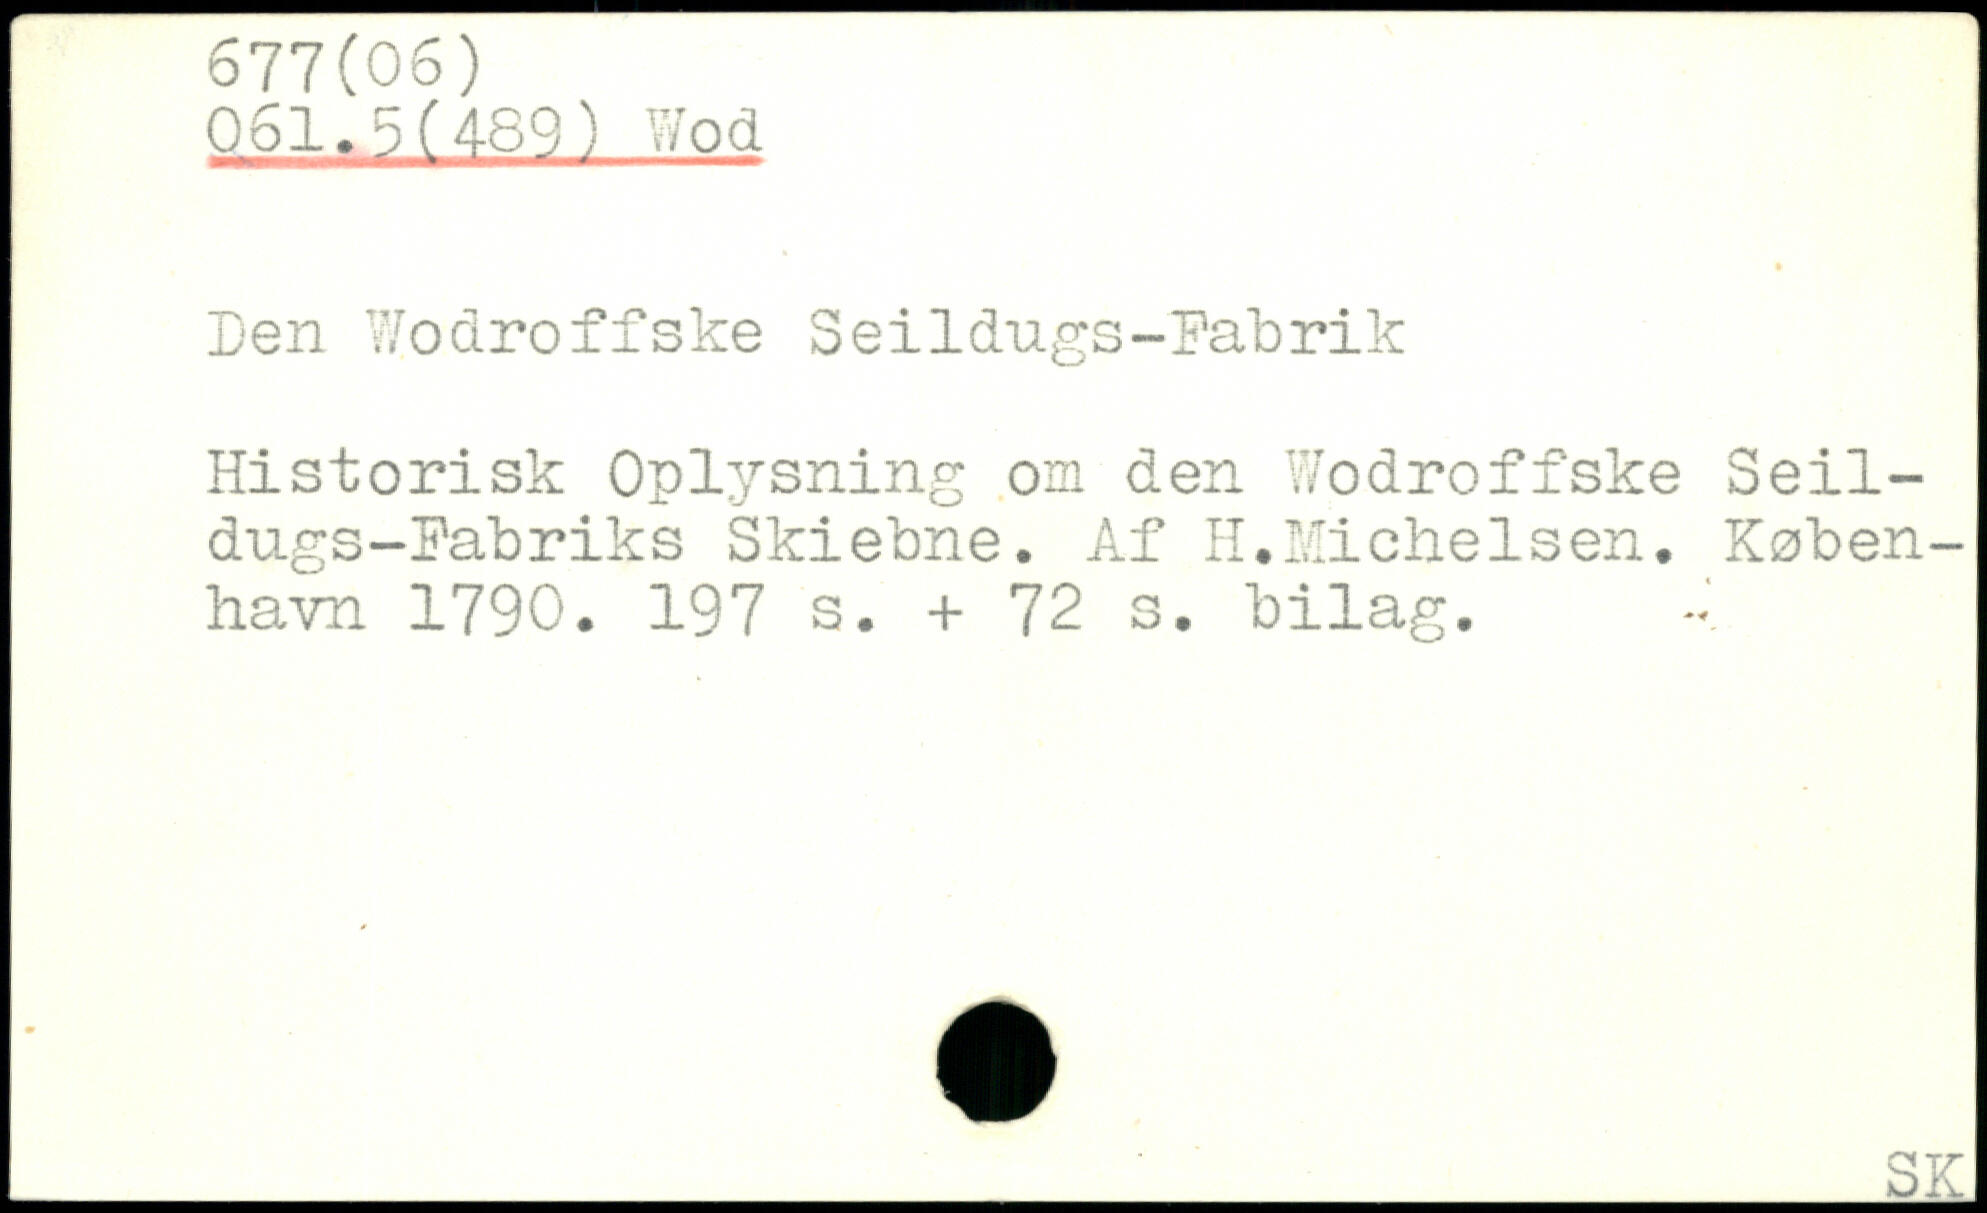 677(06)
061.5(489) Wod
Den Wodroffske Seildugs-Fabrik
Historisk Oplysning om den Wodroffske Seil-
dugs-Fabriks Skiebne. Af H.Michelsen. Køben-
havn 1790. 197 s. + 72 s. bilag.
SK